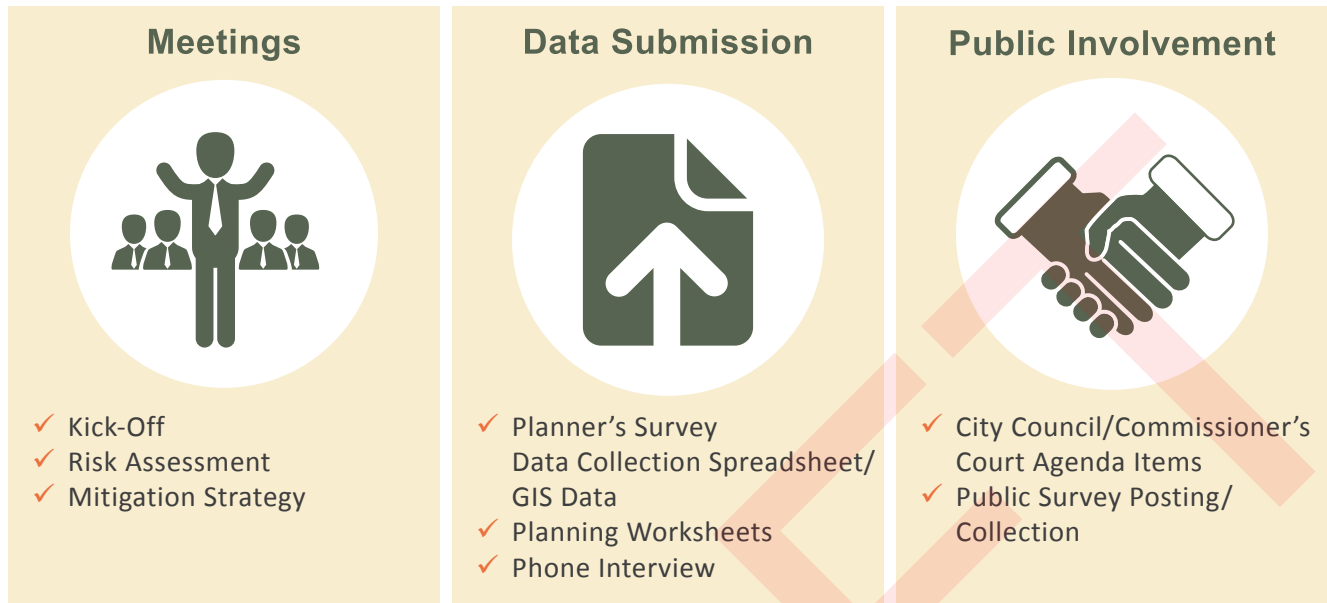 Meetings
✓ Kick-Off
✓ Risk Assessment
✓ Mitigation Strategy
Data Submission
✓ Planner’s Survey
Data Collection Spreadsheet/
GIS Data
✓ Planning Worksheets
✓ Phone Interview
Public Involvement
✓ City Council/Commissioner’s
Court Agenda Items
✓ Public Survey Posting/
Collection